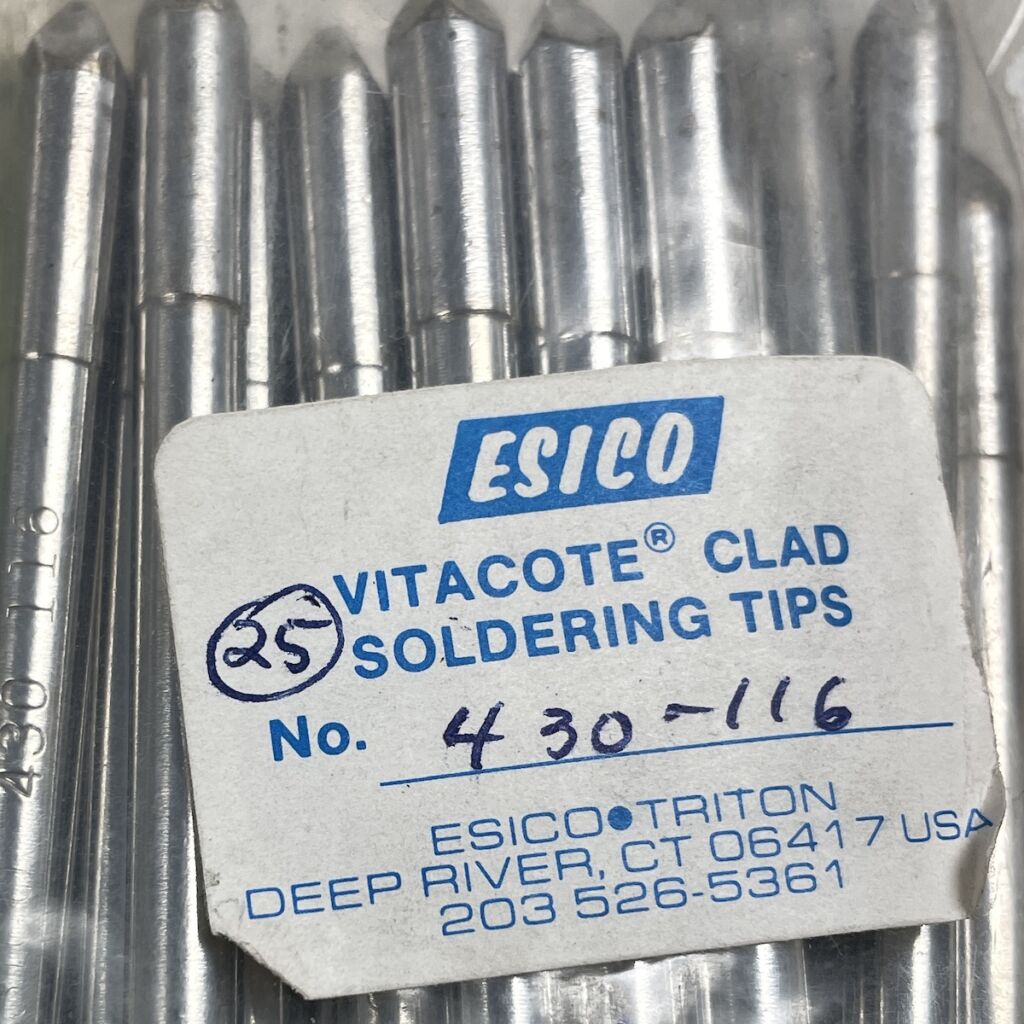 ESICO
VITACOTE® CLAD
25 SOLDERING TIPS
No. 430-116
ESICO•TRITON
DEEP RIVER, CT 06417 USA
203 526-5361
430 116